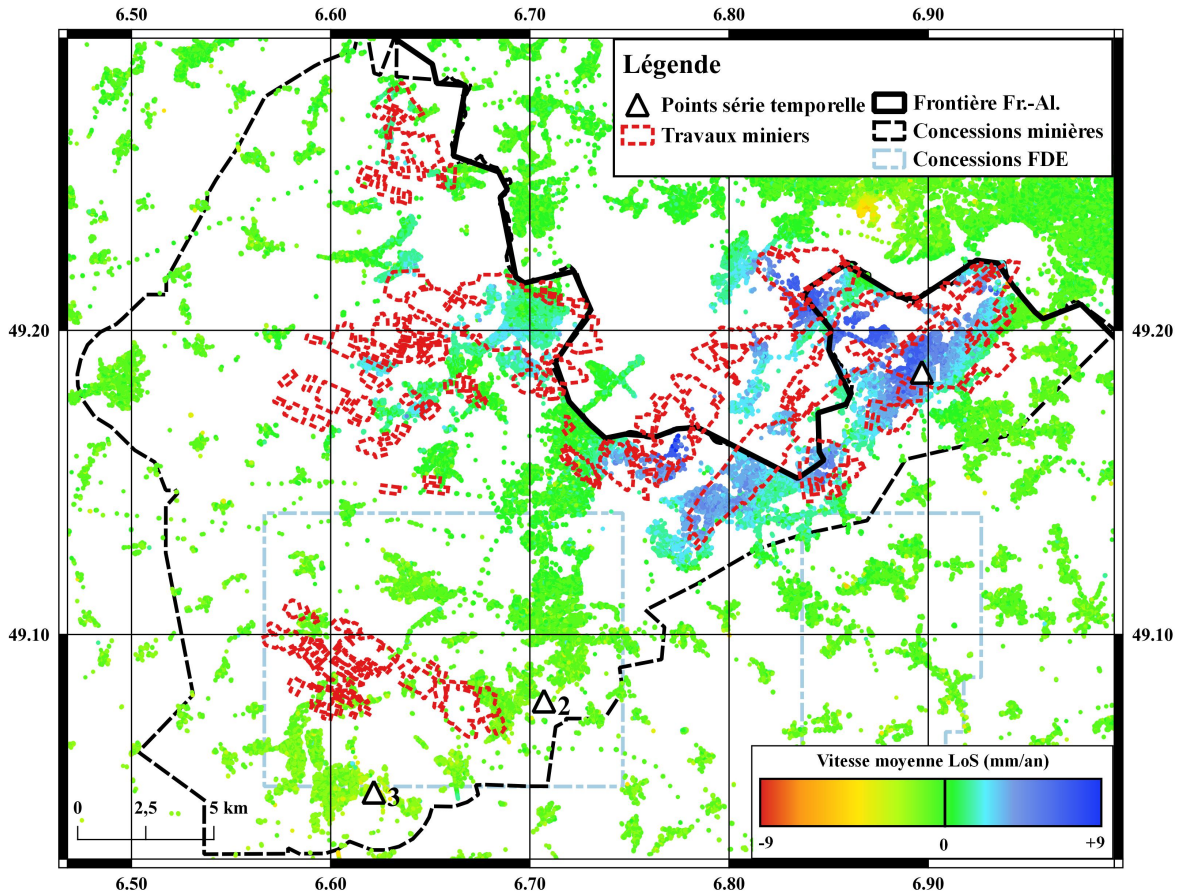 6.50 6.60 6.70 6.80 6.90
Légende
Points série temporelle
Travaux miniers
Frontière Fr.-Al.
Concessions minières
Concessions FDE
49.20 49.20
1
49.10 49.10
2
3
0 2,5 5 km
Vitesse moyenne LoS (mm/an)
-9 0 +9
6.50 6.60 6.70 6.80 6.90